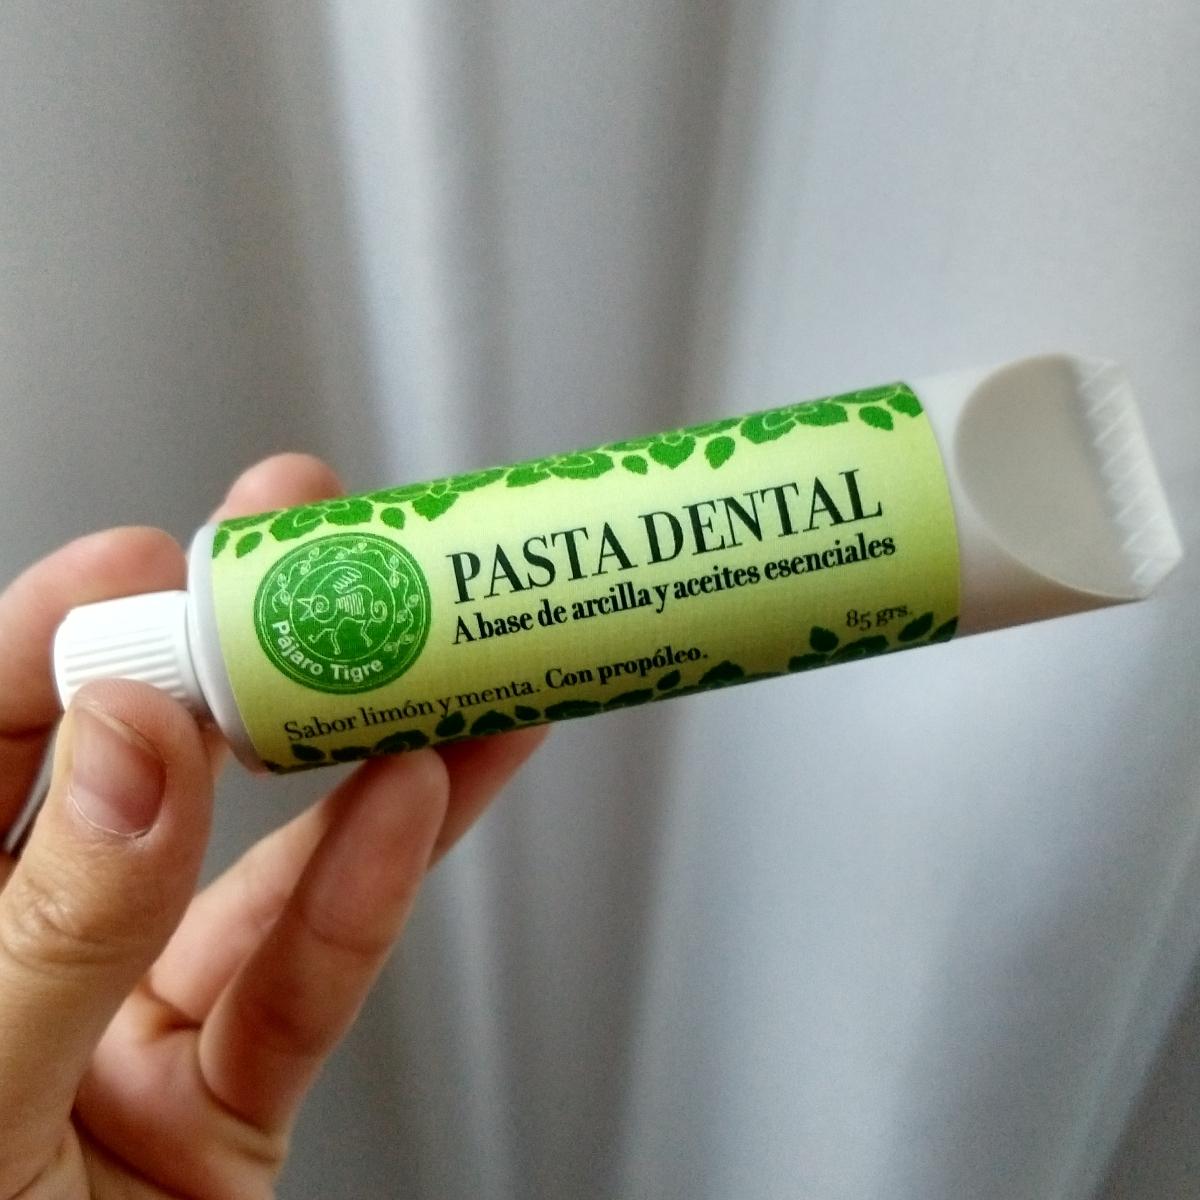 Pájaro Tigre
PASTA DENTAL
A base de arcilla y aceites esenciales
85 grs.
Sabor limón y menta. Con propóleo.